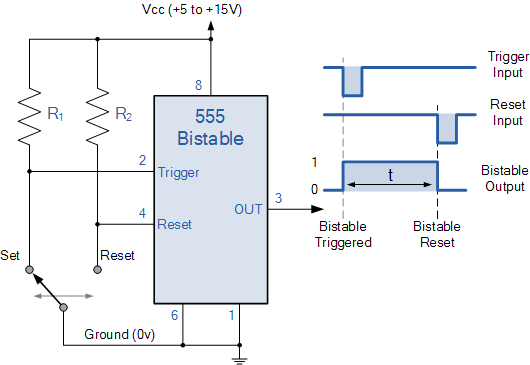 Vcc (+5 to +15V)
8
R1
R2
555
Bistable
2
Trigger
4
Reset
OUT
3
Set
Reset
6
1
Ground (0v)
Trigger
Input
Reset
Input
1
0
t
Bistable
Output
Bistable
Triggered
Bistable
Reset